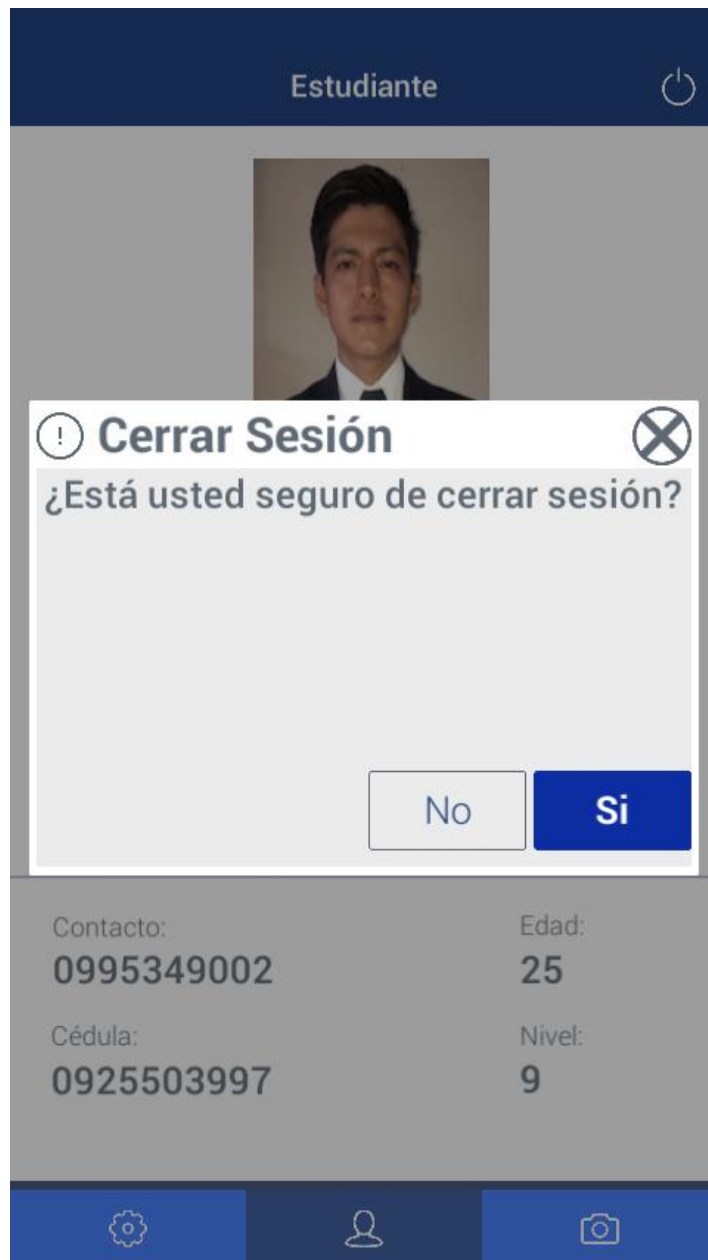 Estudiante
! Cerrar Sesión
¿Está usted seguro de cerrar sesión?
No Si
Contacto: Edad:
0995349002 25
Cédula: Nivel:
0925503997 9